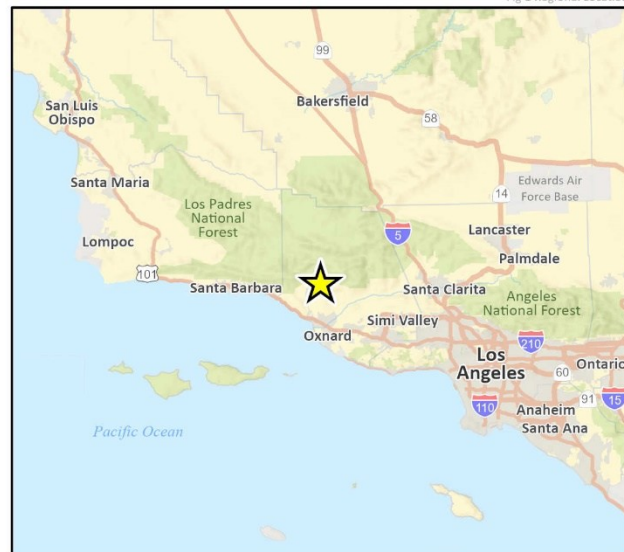 99
Bakersfield
San Luis
Obispo
58
Santa Maria
Edwards Air
Force Base
14
Los Padres
National
Forest
Lancaster
5
Lompoc
Palmdale
101
Santa Barbara
Santa Clarita
Angeles
National Forest
Simi Valley
Oxnard
210
Los
Angeles
60
Ontario
91
15
110
Anaheim
Santa Ana
Pacific Ocean